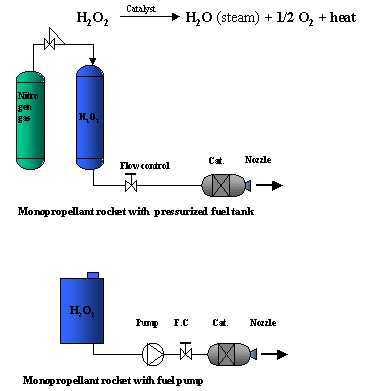 Catalyst
H₂O₂ → H₂O (steam) + 1/2 O₂ + heat
Nitro
gen
gas
H₂O₂
Flow control Cat. Nozzle
Monopropellant rocket with pressurized fuel tank
H₂O₂
Pump F.C Cat. Nozzle
Monopropellant rocket with fuel pump